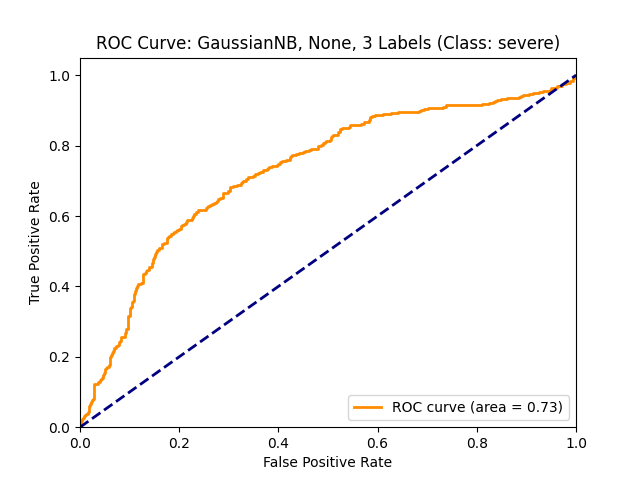 ROC Curve: GaussianNB, None, 3 Labels (Class: severe)
1.0
0.8
0.6
0.4
0.2
0.0
True Positive Rate
ROC curve (area = 0.73)
0.0 0.2 0.4 0.6 0.8 1.0
False Positive Rate